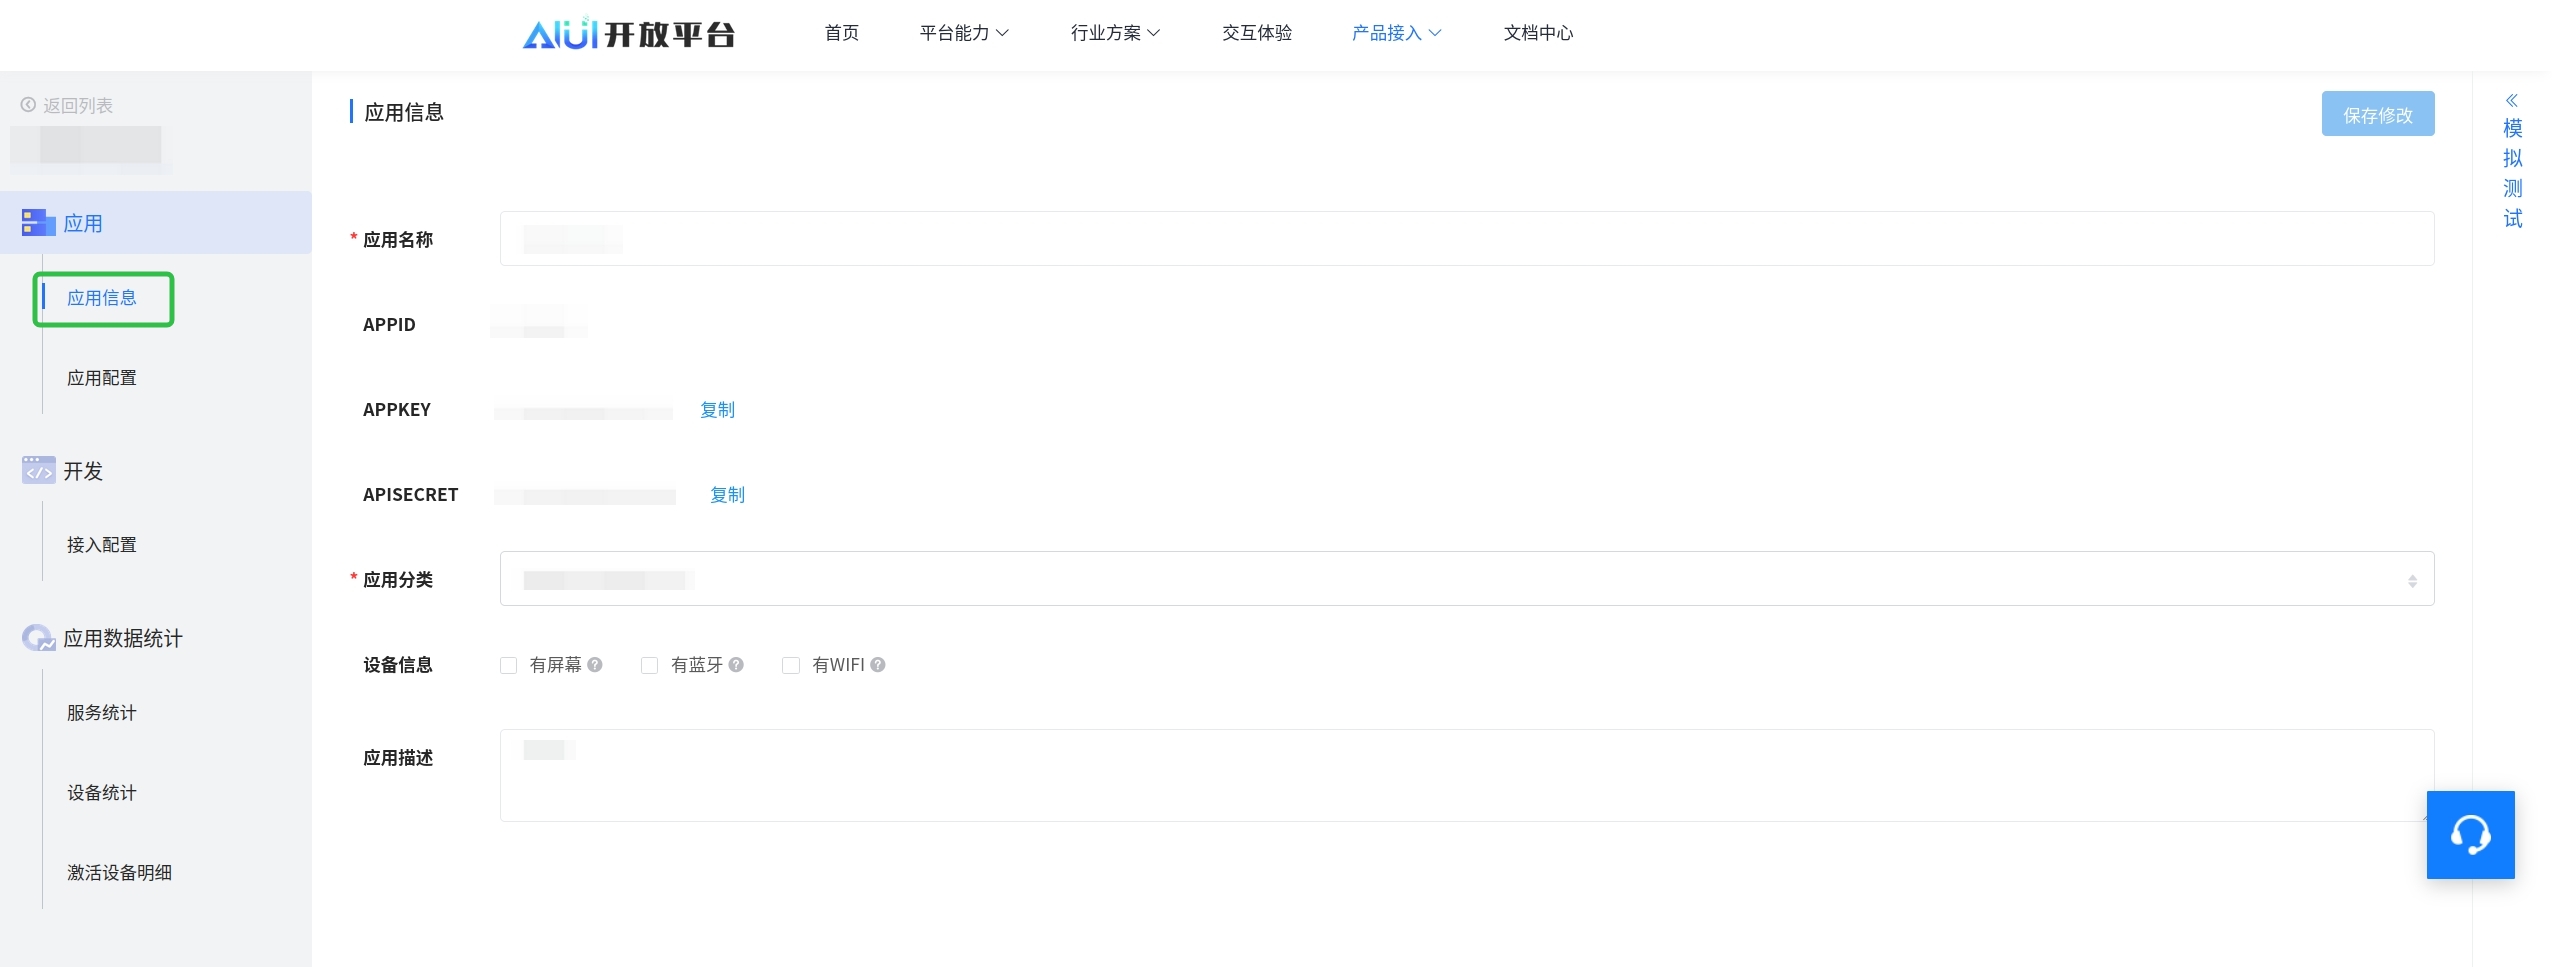 AIUI开放平台
首页
平台能力
行业方案
交互体验
产品接入
文档中心
返回列表
应用
应用信息
应用配置
开发
接入配置
应用数据统计
服务统计
设备统计
激活设备明细
应用信息
保存修改
* 应用名称
APPID
APPKEY 复制
APISECRET 复制
* 应用分类
设备信息 有屏幕 ? 有蓝牙 ? 有WIFI ?
应用描述
模
拟
测
试